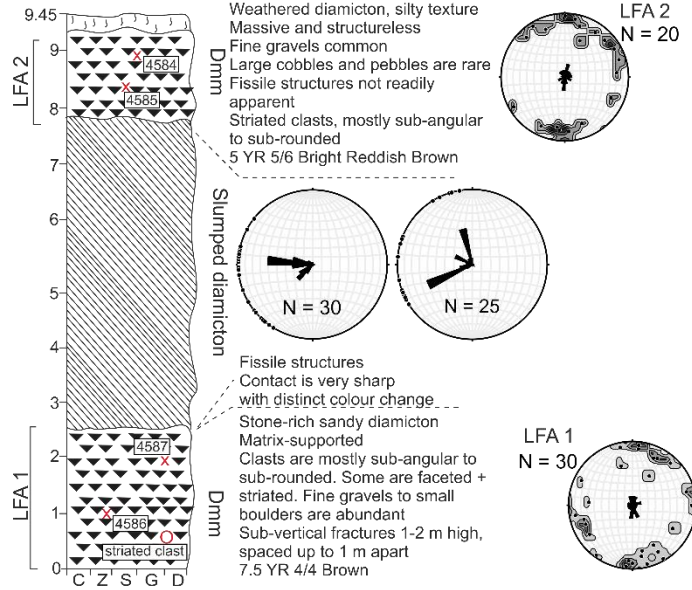 9.45
9
8
7
6
5
4
3
2
1
0
C Z S G D
LFA 2
LFA 1
4584
4585
4587
4586
striated clast
Dmm
Slumped diamicton
Dmm
Weathered diamicton, silty texture
Massive and structureless
Fine gravels common
Large cobbles and pebbles are rare
Fissile structures not readily
apparent
Striated clasts, mostly sub-angular
to sub-rounded
5 YR 5/6 Bright Reddish Brown
LFA 2
N = 20
N = 30
N = 25
Fissile structures
Contact is very sharp
with distinct colour change
Stone-rich sandy diamicton
Matrix-supported
Clasts are mostly sub-angular to
sub-rounded. Some are faceted +
striated. Fine gravels to small
boulders are abundant
Sub-vertical fractures 1-2 m high,
spaced up to 1 m apart
7.5 YR 4/4 Brown
LFA 1
N = 30